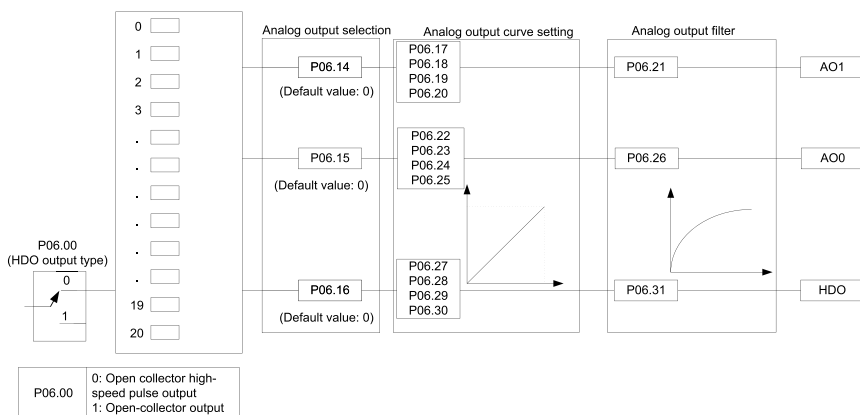 Analog output selection
Analog output curve setting
Analog output filter
0
1
2
3
.
.
.
.
.
.
19
20
P06.14
(Default value: 0)
P06.17
P06.18
P06.19
P06.20
P06.21
AO1
P06.15
(Default value: 0)
P06.22
P06.23
P06.24
P06.25
P06.26
AO0
P06.00
(HDO output type)
0
1
P06.16
(Default value: 0)
P06.27
P06.28
P06.29
P06.30
P06.31
HDO
P06.00
0: Open collector high-
speed pulse output
1: Open-collector output